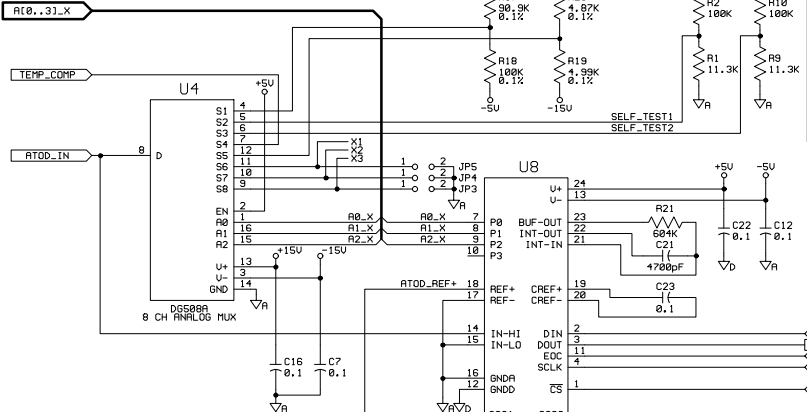 A[0..3]_X
90.9K
0.1%
4.87K
0.1%
R2
100K
R10
100K
TEMP_COMP
U4
+5V
R18
100K
0.1%
R19
4.99K
0.1%
R1
11.3K
R9
11.3K
-5V
-15V
A
A
S1 4
S2 5
S3 6
S4 7
S5 12
S6 11
S7 10
S8 9
SELF_TEST1
SELF_TEST2
ATOD_IN
8 D
X1
X2
X3
1 2 JP5
1 2 JP4
1 2 JP3
A
U8
EN 2
A0 1
A1 16
A2 15
A0_X A0_X 7 P0
A1_X A1_X 8 P1
A2_X A2_X 9 P2
10 P3
V+ 24
V- 13
BUF-OUT 23
INT-OUT 22
INT-IN 21
R21
604K
C21
4700pF
+5V
-5V
C22
0.1
C12
0.1
D
A
+15V
-15V
V+ 13
V- 3
GND 14
A
DG508A
8 CH ANALOG MUX
ATOD_REF+ 18 REF+
17 REF-
CREF+ 19
CREF- 20
C23
0.1
14 IN-HI
15 IN-LO
DIN 2
DOUT 3
EOC 11
SCLK 4
C16
0.1
C7
0.1
16 GNDA
12 GNDD
CS 1
A
A
D